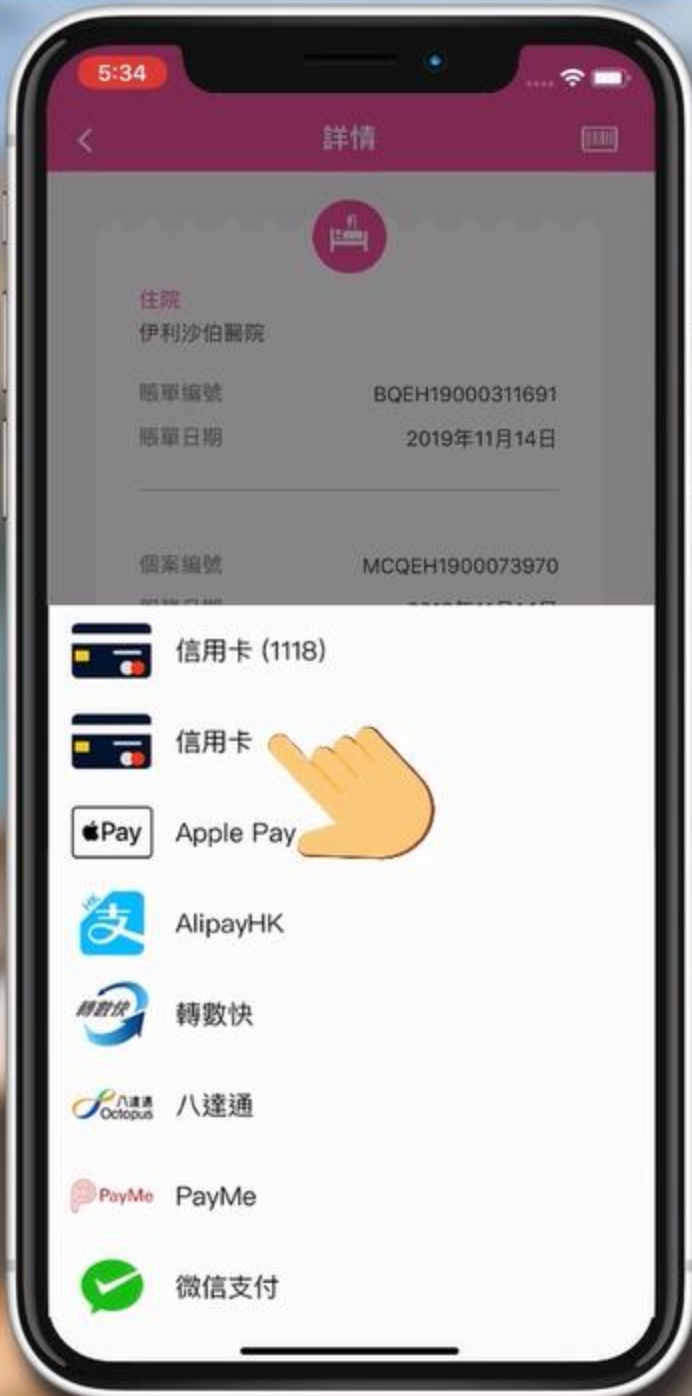 5:34
詳情
住院
伊利沙伯醫院
賬單編號 BQEH19000311691
賬單日期 2019年11月14日
個案編號 MCQEH1900073970
信用卡 (1118)
信用卡
Pay Apple Pay
HK 支 AlipayHK
轉數快 轉數快
八達通 Octopus 八達通
PayMe PayMe
微信支付